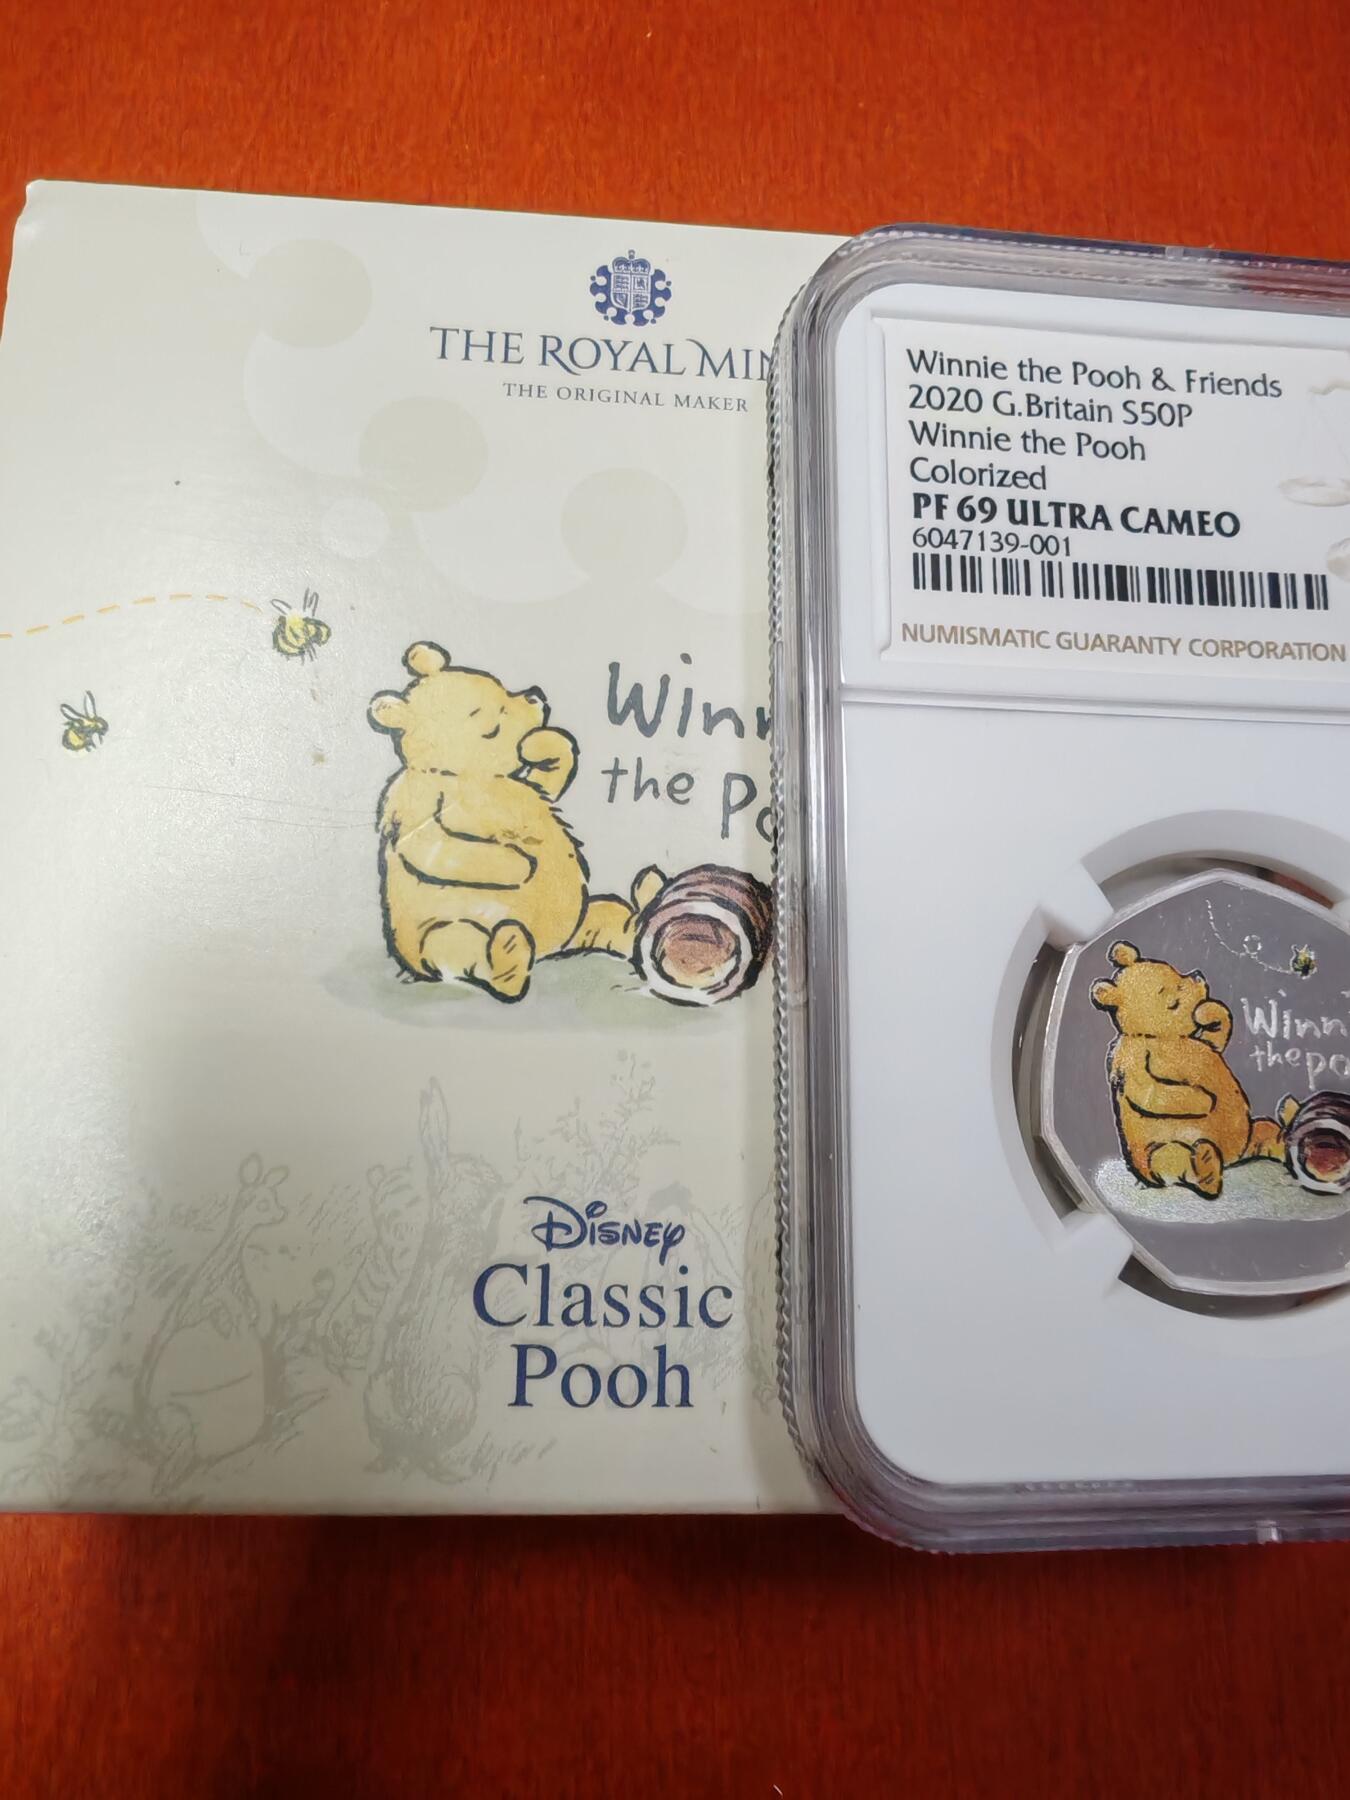 THE ROYAL MIN
THE ORIGINAL MAKER
Winn
the Po
Disney
Classic
Pooh
Winnie the Pooh & Friends
2020 G.Britain S50P
Winnie the Pooh
Colorized
PF 69 ULTRA CAMEO
6047139-001
NUMISMATIC GUARANTY CORPORATION
Winn
the po